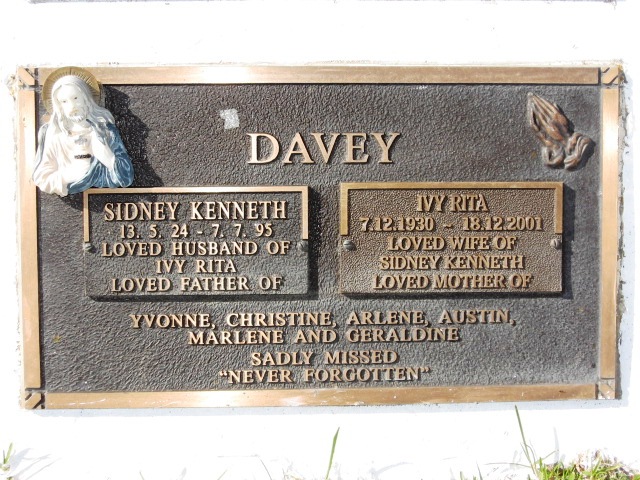 DAVEY
SIDNEY KENNETH
13. 5. 24 - 7. 7. 95
LOVED HUSBAND OF
IVY RITA
LOVED FATHER OF
IVY RITA
7.12.1930 ~ 18.12.2001
LOVED WIFE OF
SIDNEY KENNETH
LOVED MOTHER OF
YVONNE, CHRISTINE, ARLENE, AUSTIN,
MARLENE AND GERALDINE
SADLY MISSED
"NEVER FORGOTTEN"